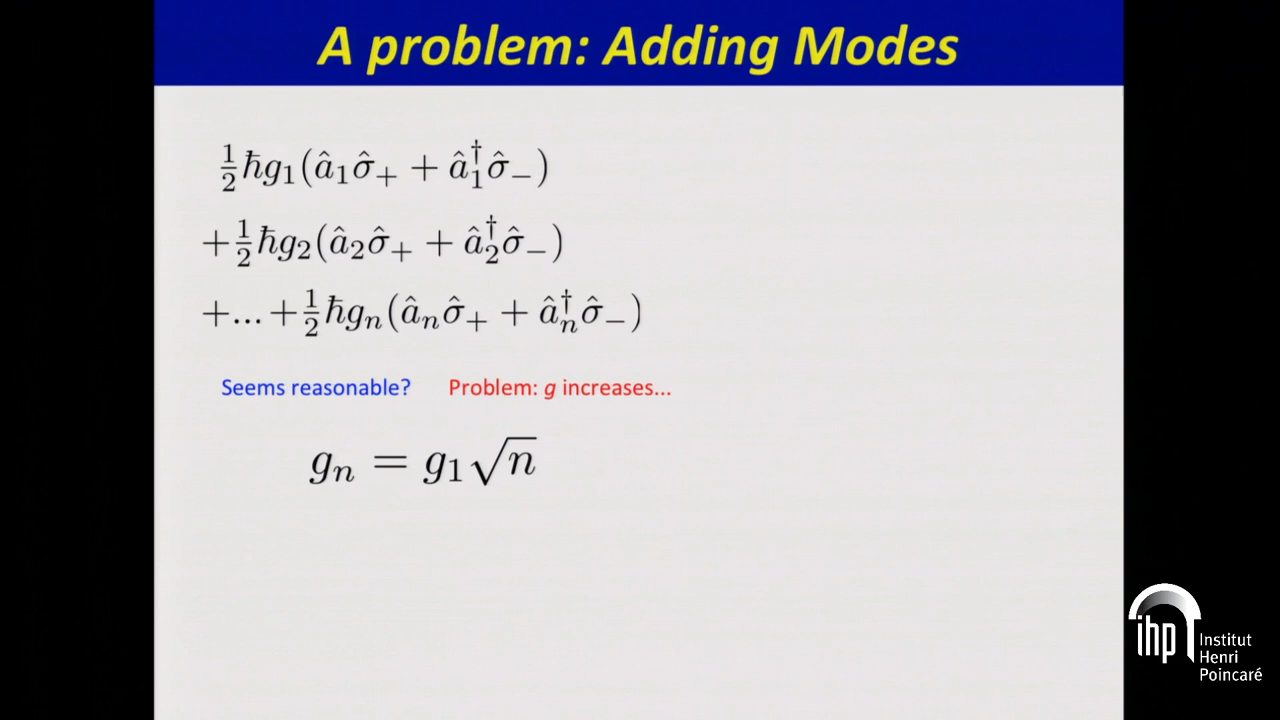 A problem: Adding Modes
½ħg₁(â₁σ̂₊ + â₁†σ̂₋)
+½ħg₂(â₂σ̂₊ + â₂†σ̂₋)
+...+½ħgₙ(âₙσ̂₊ + âₙ†σ̂₋)
Seems reasonable? Problem: g increases...
gₙ = g₁√n
ihp
Institut
Henri
Poincaré